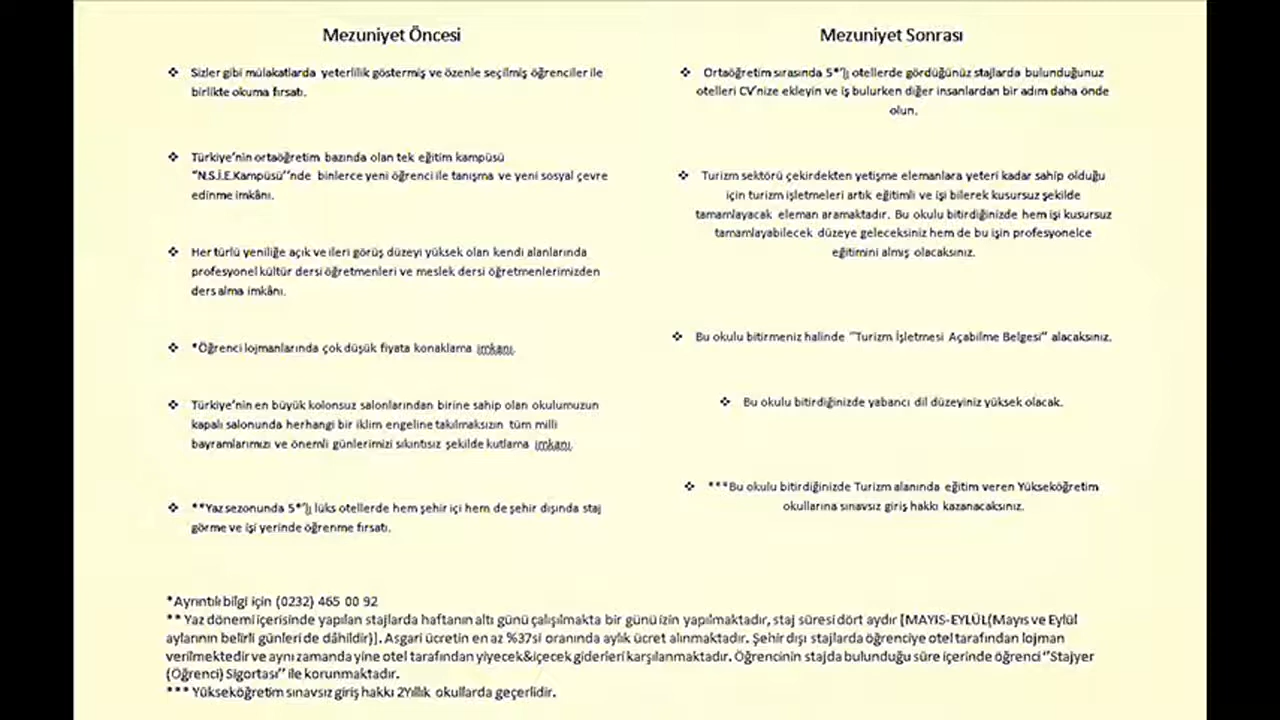 Mezuniyet Öncesi
❖ Sizler gibi mülakatlarda yeterlilik göstermiş ve özenle seçilmiş öğrenciler ile
birlikte okuma fırsatı.
❖ Türkiye’nin ortaöğretim bazında olan tek eğitim kampüsü
‘’N.S.İ.E.Kampüsü’’nde binlerce yeni öğrenci ile tanışma ve yeni sosyal çevre
edinme imkânı.
❖ Her türlü yeniliğe açık ve ileri görüş düzeyi yüksek olan kendi alanlarında
profesyonel kültür dersi öğretmenleri ve meslek dersi öğretmenlerimizden
ders alma imkânı.
❖ *Öğrenci lojmanlarında çok düşük fiyata konaklama imkanı.
❖ Türkiye’nin en büyük kolonsuz salonlarından birine sahip olan okulumuzun
kapalı salonunda herhangi bir iklim engeline takılmaksızın tüm milli
bayramlarımızı ve önemli günlerimizi sıkıntısız şekilde kutlama imkanı.
❖ **Yaz sezonunda 5*’lı lüks otellerde hem şehir içi hem de şehir dışında staj
görme ve işi yerinde öğrenme fırsatı.
Mezuniyet Sonrası
❖ Ortaöğretim sırasında 5*’lı otellerde gördüğünüz stajlarda bulunduğunuz
otelleri CV’nize ekleyin ve iş bulurken diğer insanlardan bir adım daha önde
olun.
❖ Turizm sektörü çekirdekten yetişme elemanlara yeteri kadar sahip olduğu
için turizm işletmeleri artık eğitimli ve işi bilerek kusursuz şekilde
tamamlayacak eleman aramaktadır. Bu okulu bitirdiğinizde hem işi kusursuz
tamamlayabilecek düzeye geleceksiniz hem de bu işin profesyonelce
eğitimini almış olacaksınız.
❖ Bu okulu bitirmeniz halinde ‘’Turizm İşletmesi Açabilme Belgesi’’ alacaksınız.
❖ Bu okulu bitirdiğinizde yabancı dil düzeyiniz yüksek olacak.
❖ ***Bu okulu bitirdiğinizde Turizm alanında eğitim veren Yükseköğretim
okullarına sınavsız giriş hakkı kazanacaksınız.
*Ayrıntılı bilgi için (0232) 465 00 92
** Yaz dönemi içerisinde yapılan stajlarda haftanın altı günü çalışılmakta bir günü izin yapılmaktadır, staj süresi dört aydır [MAYIS-EYLÜL(Mayıs ve Eylül
aylarının belirli günleri de dâhildir)]. Asgari ücretin en az %37si oranında aylık ücret alınmaktadır. Şehir dışı stajlarda öğrenciye otel tarafından lojman
verilmektedir ve aynı zamanda yine otel tarafından yiyecek&içecek giderleri karşılanmaktadır. Öğrencinin stajda bulunduğu süre içerinde öğrenci ‘’Stajyer
(Öğrenci) Sigortası’’ ile korunmaktadır.
*** Yükseköğretim sınavsız giriş hakkı 2Yıllık okullarda geçerlidir.